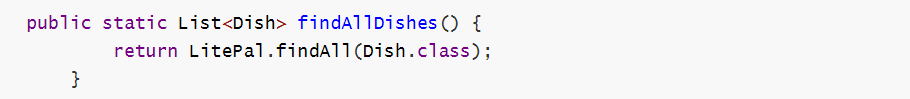 public static List<Dish> findAllDishes() {
return LitePal.findAll(Dish.class);
}